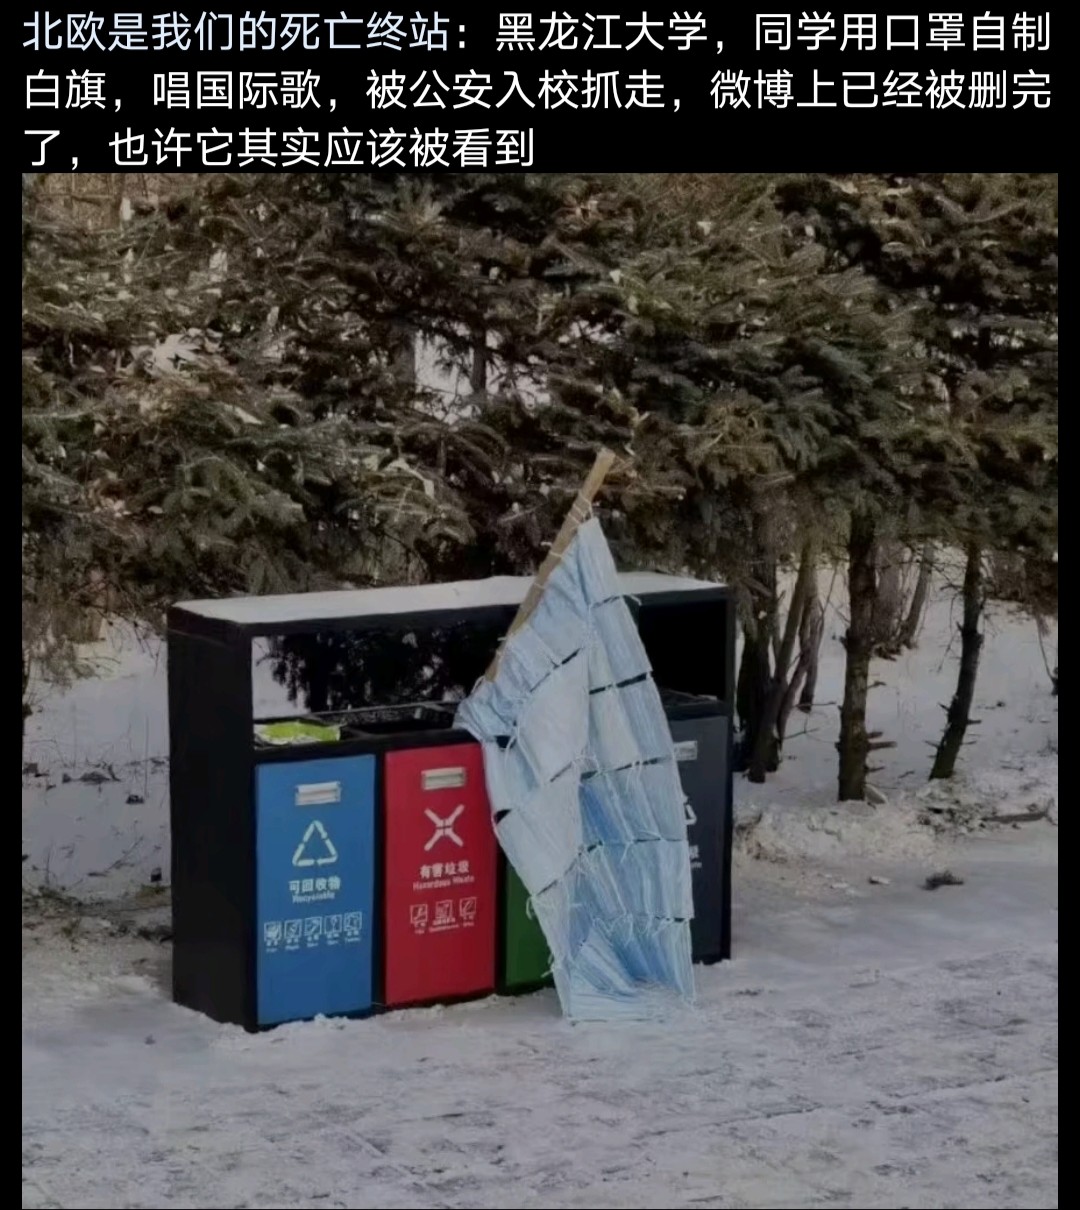 北欧是我们的死亡终站：黑龙江大学，同学用口罩自制
白旗，唱国际歌，被公安入校抓走，微博上已经被删完
了，也许它其实应该被看到
可回收物
Recyclable
有害垃圾
Hazardous Waste